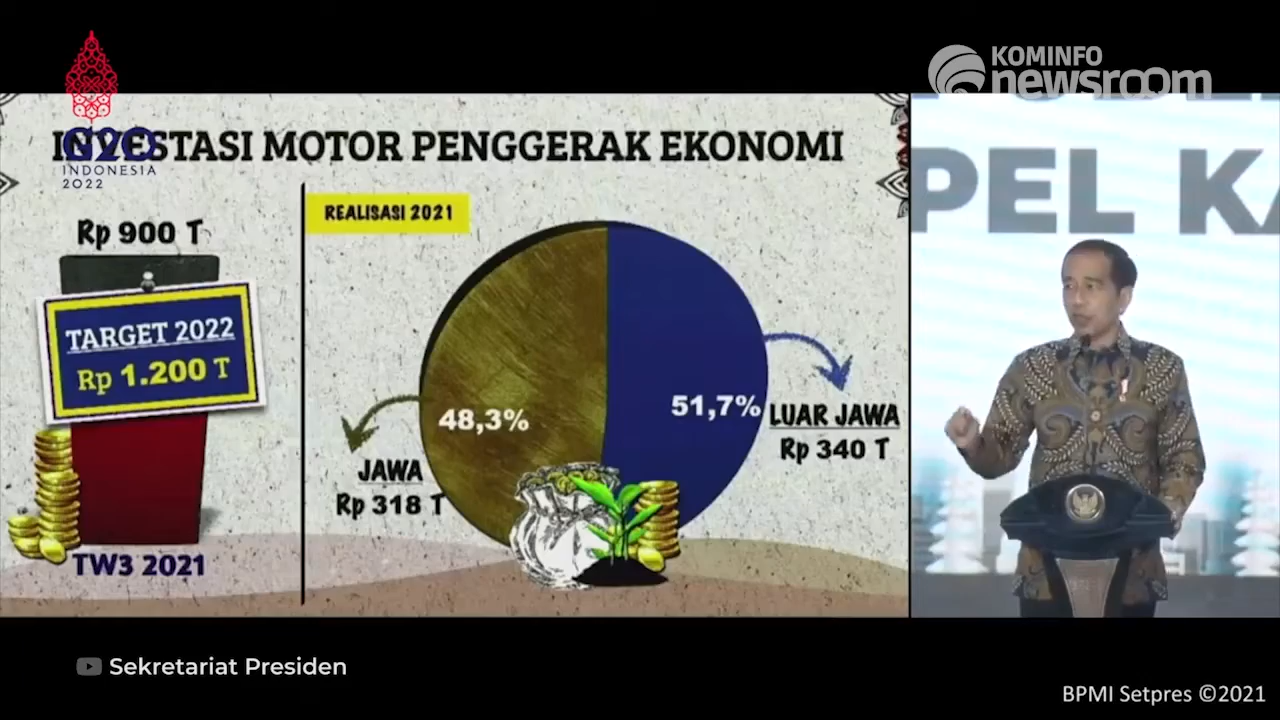 KOMINFO
newsroom
INVESTASI MOTOR PENGGERAK EKONOMI
G20
INDONESIA
2022
Rp 900 T
TARGET 2022
Rp 1.200 T
TW3 2021
REALISASI 2021
48,3%
51,7%
JAWA
Rp 318 T
LUAR JAWA
Rp 340 T
PEL KA
Sekretariat Presiden
BPMI Setpres ©2021